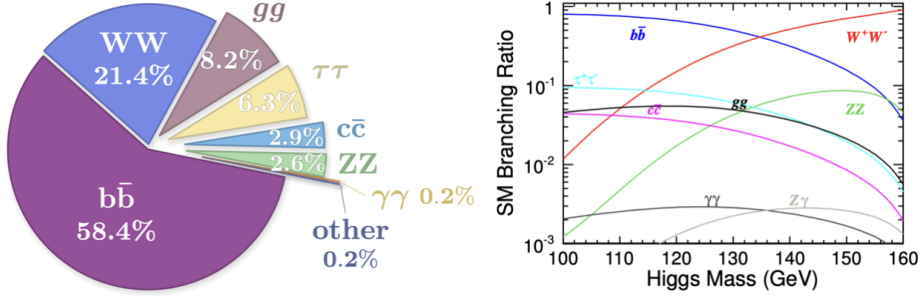 WW
21.4%
gg
8.2%
ττ
6.3%
cc̄
2.9%
ZZ
2.6%
γγ 0.2%
other
0.2%
bb̄
58.4%
SM Branching Ratio
1
10⁻¹
10⁻²
10⁻³
bb̄
W⁺W⁻
τ⁺τ⁻
gg
ZZ
cc̄
γγ
Zγ
100 110 120 130 140 150 160
Higgs Mass (GeV)